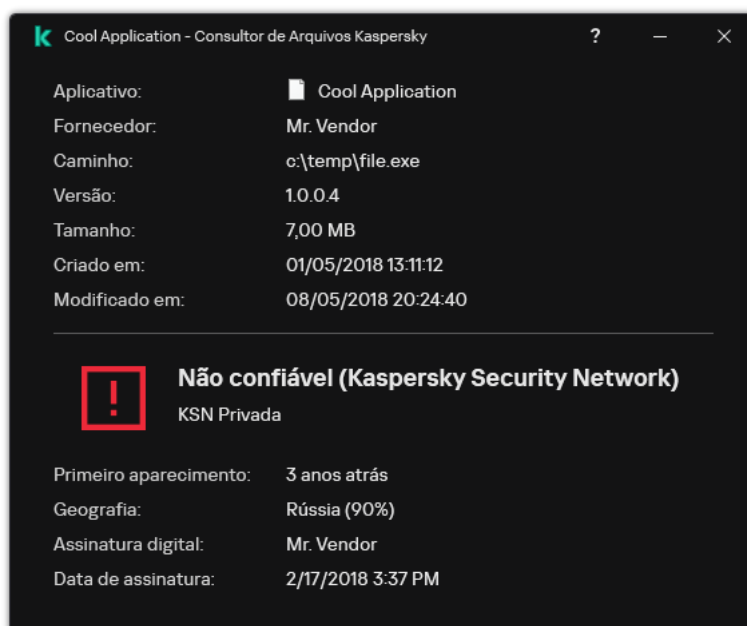 Cool Application - Consultor de Arquivos Kaspersky ?
Aplicativo: Cool Application
Fornecedor: Mr. Vendor
Caminho: c:\temp\file.exe
Versão: 1.0.0.4
Tamanho: 7,00 MB
Criado em: 01/05/2018 13:11:12
Modificado em: 08/05/2018 20:24:40
Não confiável (Kaspersky Security Network)
KSN Privada
Primeiro aparecimento: 3 anos atrás
Geografia: Rússia (90%)
Assinatura digital: Mr. Vendor
Data de assinatura: 2/17/2018 3:37 PM